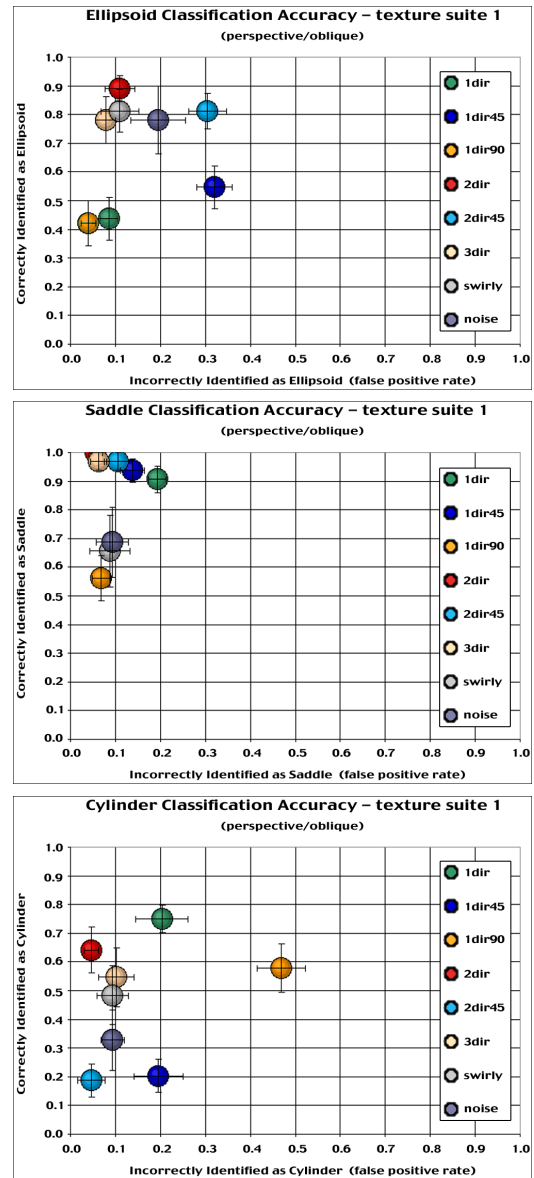 Ellipsoid Classification Accuracy – texture suite 1
(perspective/oblique)
Correctly Identified as Ellipsoid
1.0
0.9
0.8
0.7
0.6
0.5
0.4
0.3
0.2
0.1
0.0
1dir
1dir45
1dir90
2dir
2dir45
3dir
swirly
noise
0.0 0.1 0.2 0.3 0.4 0.5 0.6 0.7 0.8 0.9 1.0
Incorrectly Identified as Ellipsoid (false positive rate)
Saddle Classification Accuracy – texture suite 1
(perspective/oblique)
Correctly Identified as Saddle
1.0
0.9
0.8
0.7
0.6
0.5
0.4
0.3
0.2
0.1
0.0
1dir
1dir45
1dir90
2dir
2dir45
3dir
swirly
noise
0.0 0.1 0.2 0.3 0.4 0.5 0.6 0.7 0.8 0.9 1.0
Incorrectly Identified as Saddle (false positive rate)
Cylinder Classification Accuracy – texture suite 1
(perspective/oblique)
Correctly Identified as Cylinder
1.0
0.9
0.8
0.7
0.6
0.5
0.4
0.3
0.2
0.1
0.0
1dir
1dir45
1dir90
2dir
2dir45
3dir
swirly
noise
0.0 0.1 0.2 0.3 0.4 0.5 0.6 0.7 0.8 0.9 1.0
Incorrectly Identified as Cylinder (false positive rate)